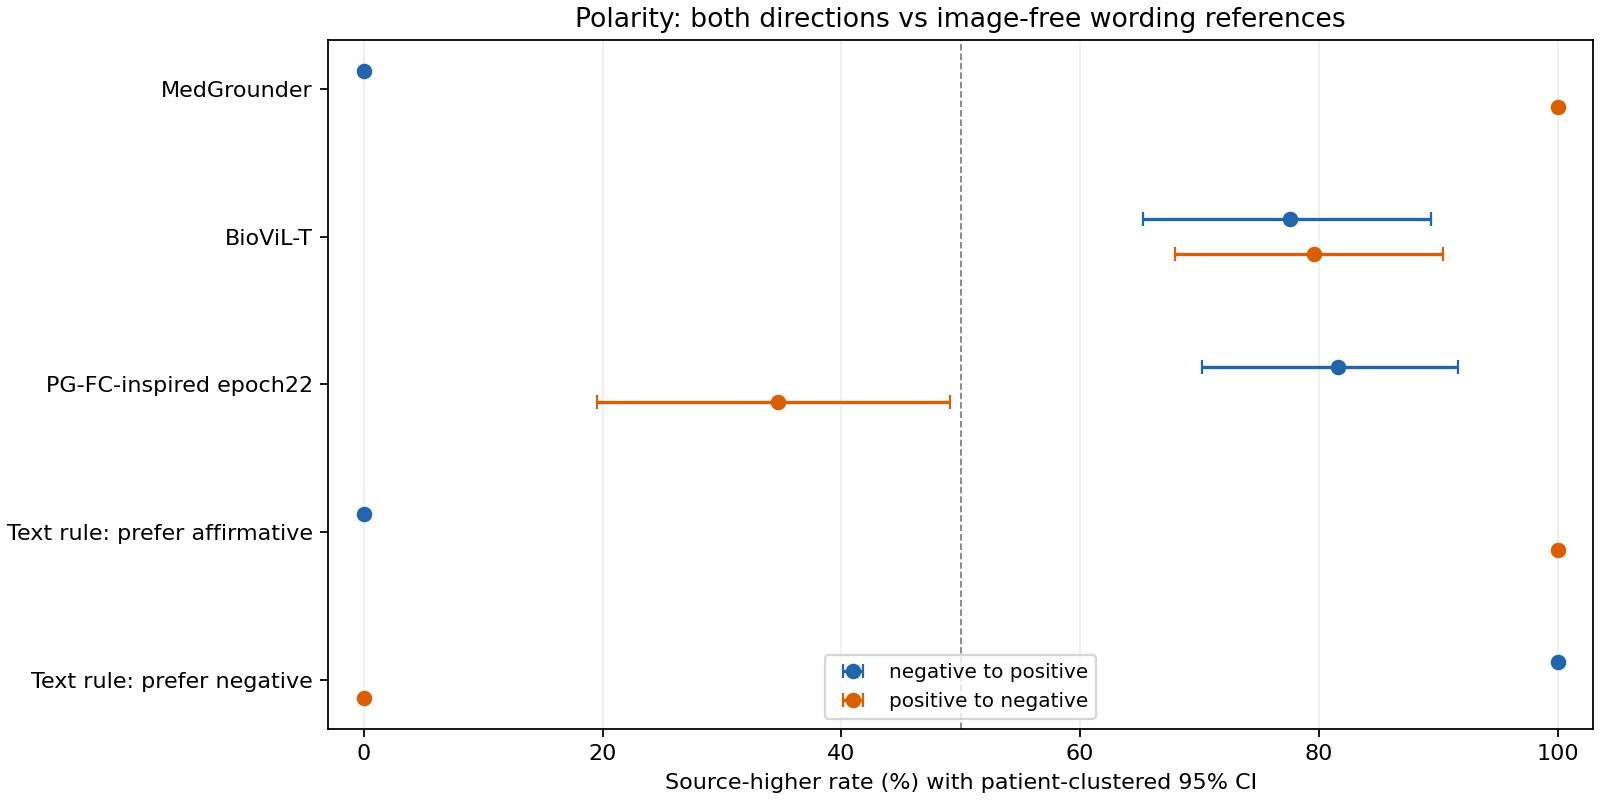 Polarity: both directions vs image-free wording references
MedGrounder
BioViL-T
PG-FC-inspired epoch22
Text rule: prefer affirmative
Text rule: prefer negative
negative to positive
positive to negative
0 20 40 60 80 100
Source-higher rate (%) with patient-clustered 95% CI